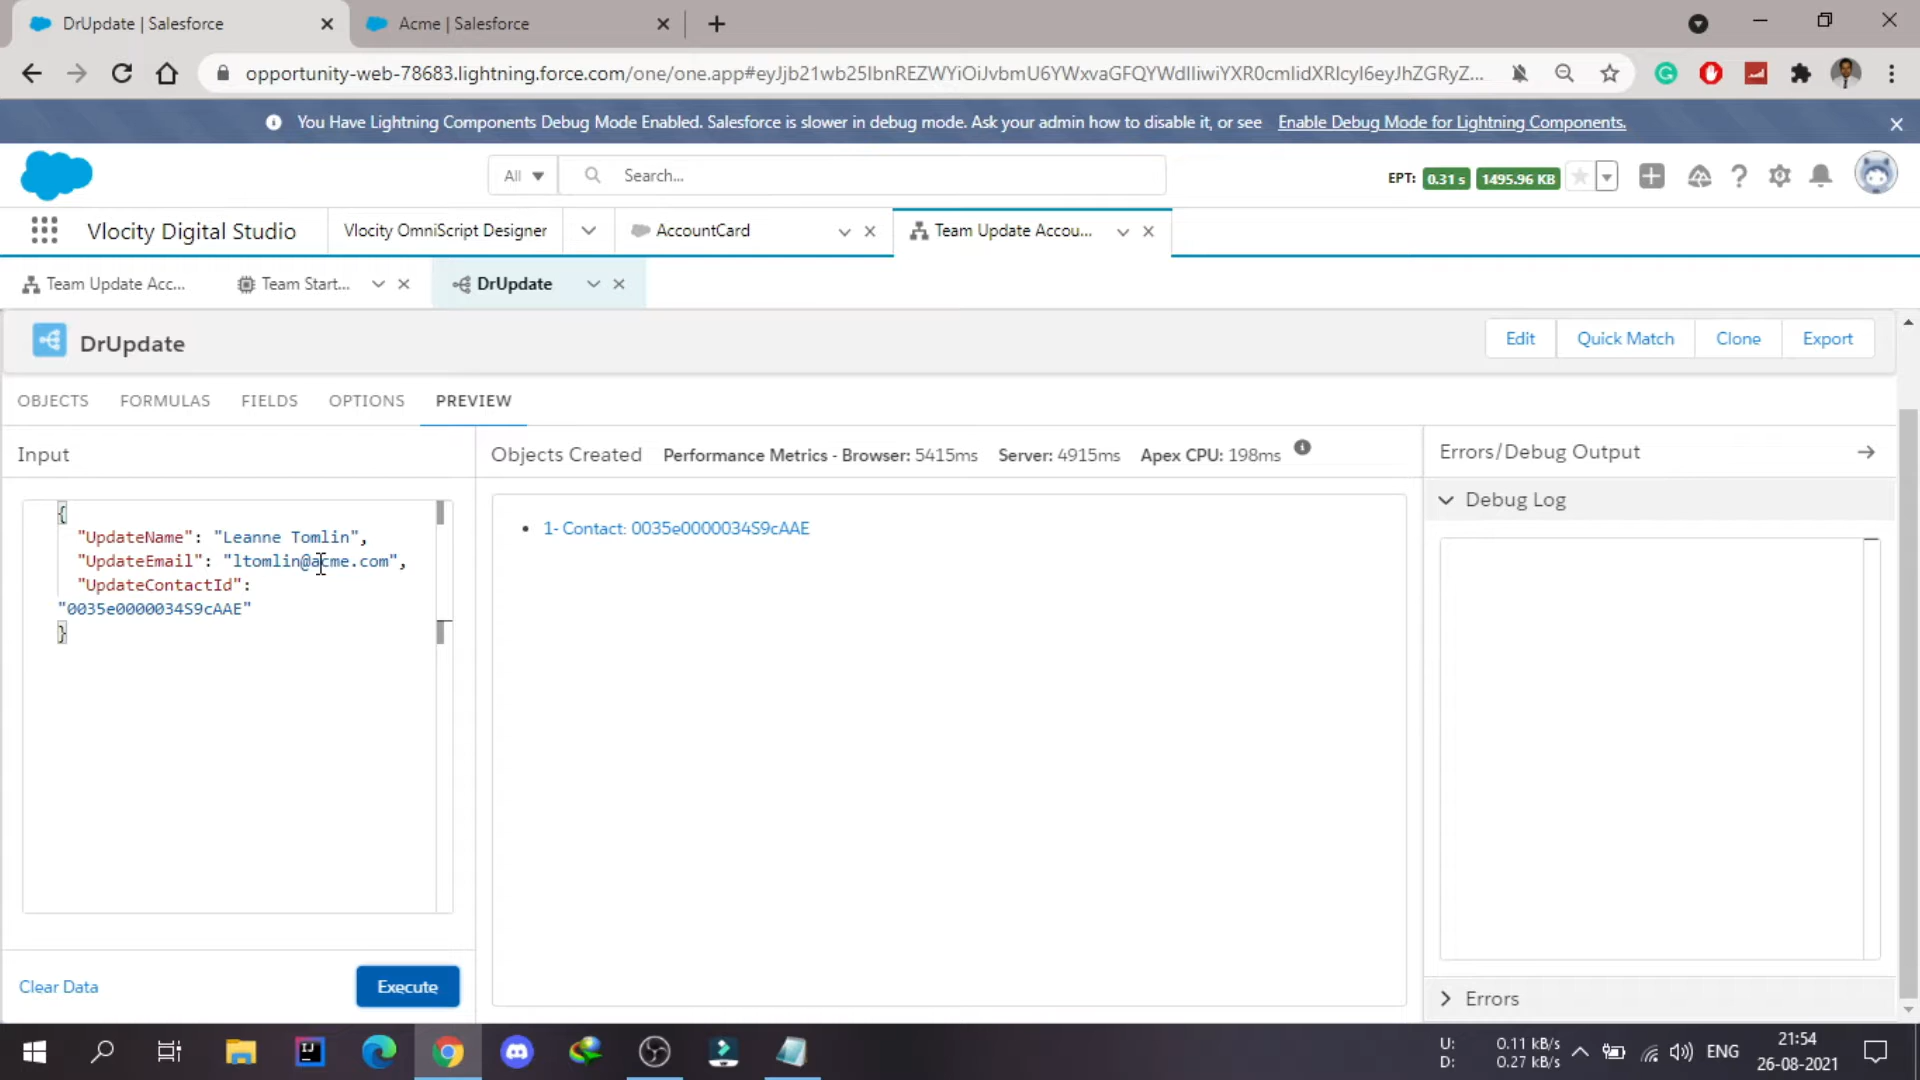 DrUpdate | Salesforce
Acme | Salesforce
opportunity-web-78683.lightning.force.com/one/one.app#eyJjb21wb25lbnREZWYiOiJvbmU6YWxvaGFQYWdlIiwiYXR0cmlidXRlcyI6eyJhZGRyZ...
You Have Lightning Components Debug Mode Enabled. Salesforce is slower in debug mode. Ask your admin how to disable it, or see Enable Debug Mode for Lightning Components.
All
Search...
EPT: 0.31 s 1495.96 KB
Vlocity Digital Studio
Vlocity OmniScript Designer
AccountCard
Team Update Accou...
Team Update Acc...
Team Start...
DrUpdate
DrUpdate
Edit
Quick Match
Clone
Export
OBJECTS
FORMULAS
FIELDS
OPTIONS
PREVIEW
Input
Objects Created
Performance Metrics - Browser: 5415ms Server: 4915ms Apex CPU: 198ms
Errors/Debug Output
Debug Log
{
"UpdateName": "Leanne Tomlin",
"UpdateEmail": "ltomlin@acme.com",
"UpdateContactId":
"0035e0000034S9cAAE"
}
1- Contact: 0035e0000034S9cAAE
Clear Data
Execute
Errors
U: 0.11 kB/s
D: 0.27 kB/s
ENG
21:54
26-08-2021